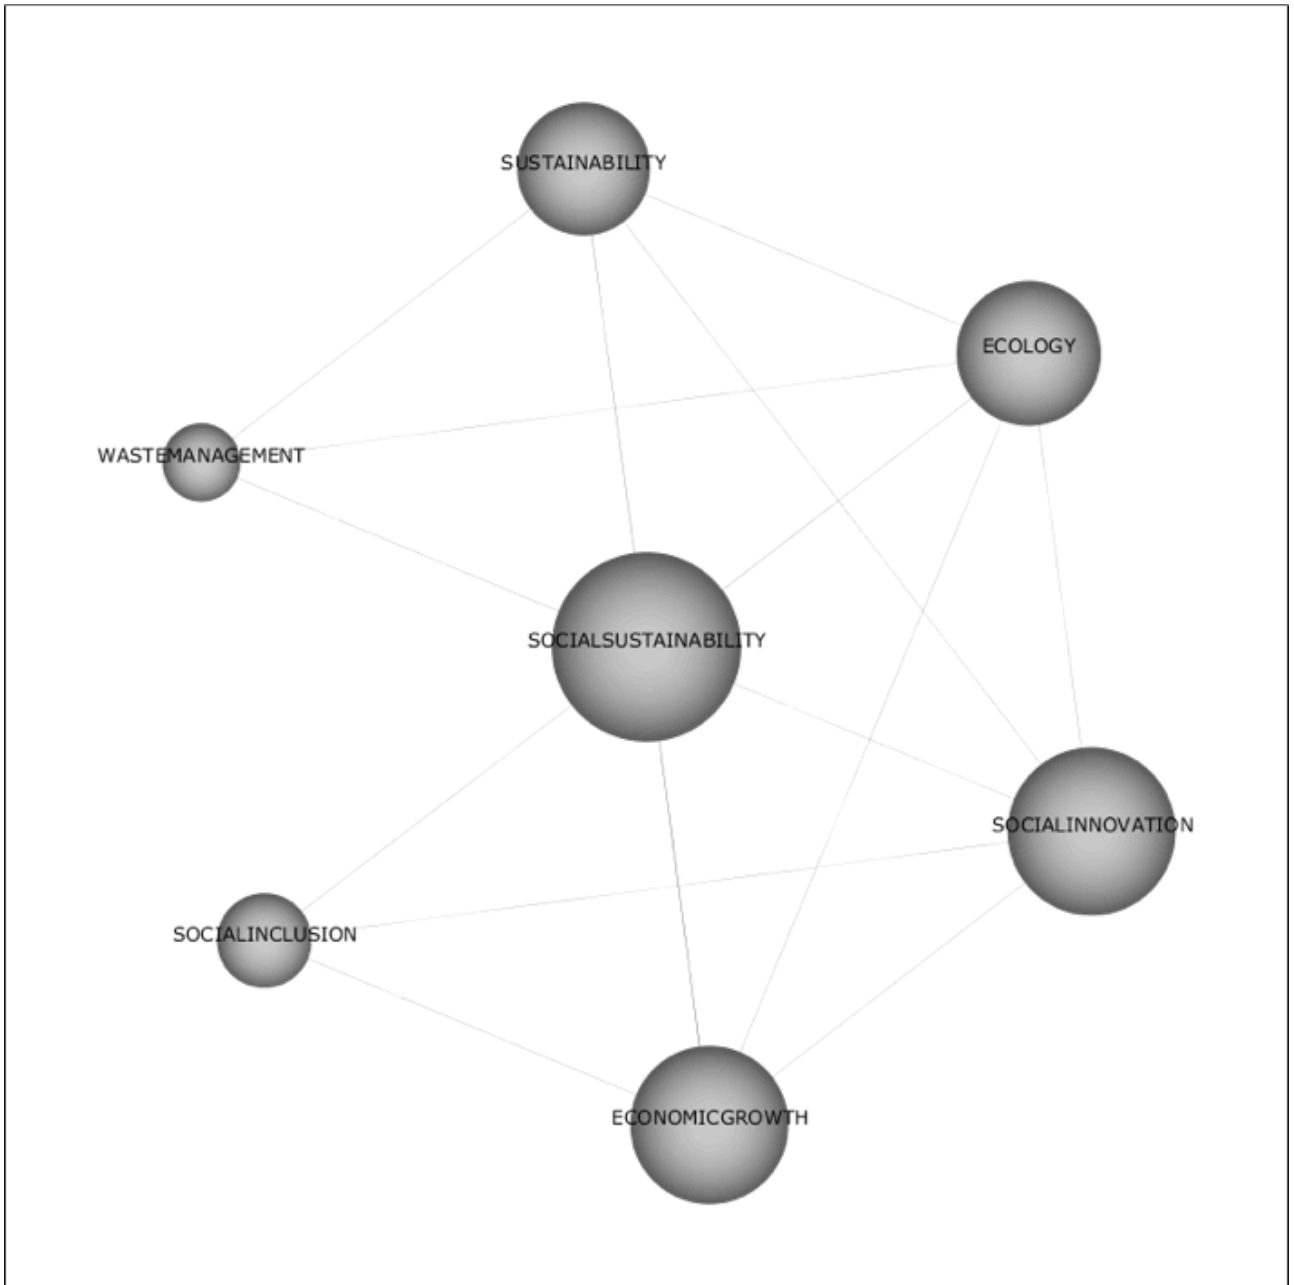 SUSTAINABILITY
ECOLOGY
WASTEMANAGEMENT
SOCIALSUSTAINABILITY
SOCIALINNOVATION
SOCIALINCLUSION
ECONOMICGROWTH